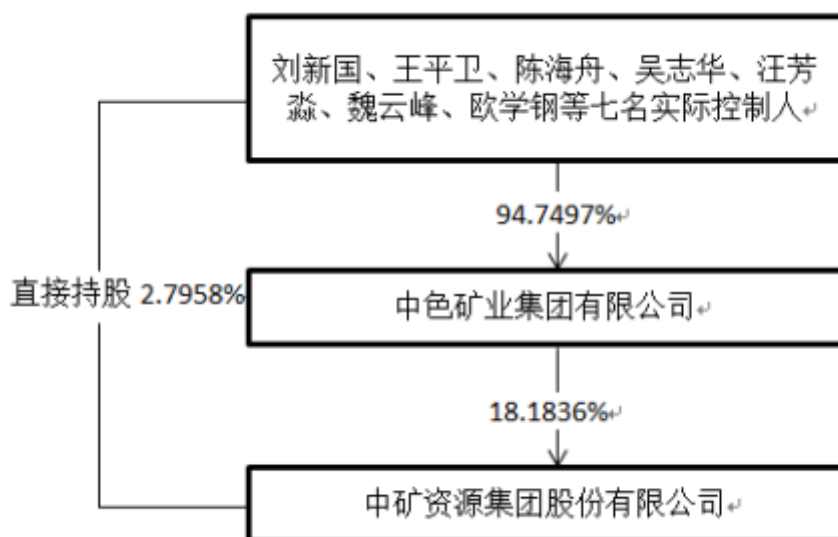 刘新国、王平卫、陈海舟、吴志华、汪芳
淼、魏云峰、欧学钢等七名实际控制人
94.7497%
直接持股 2.7958%
中色矿业集团有限公司
18.1836%
中矿资源集团股份有限公司